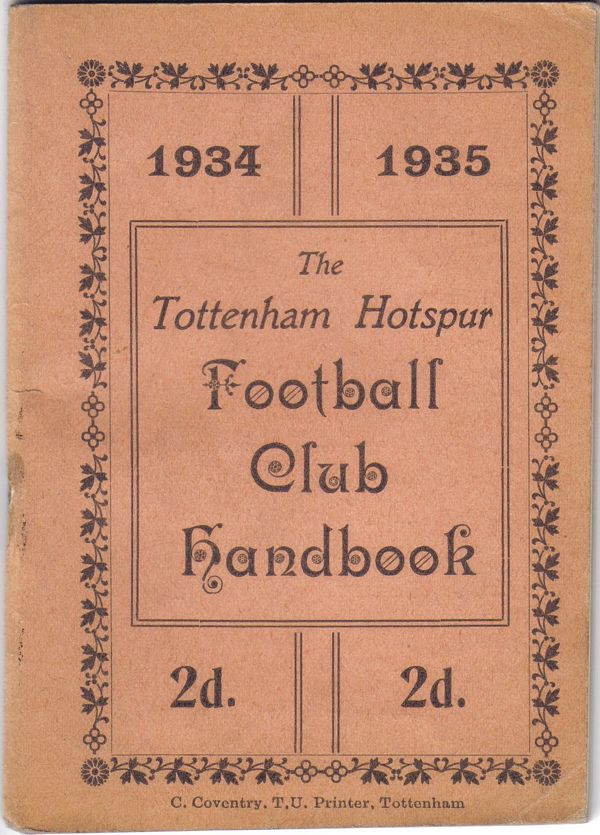 1934 1935
The
Tottenham Hotspur
Football
Club
Handbook
2d. 2d.
C. Coventry. T.U. Printer, Tottenham